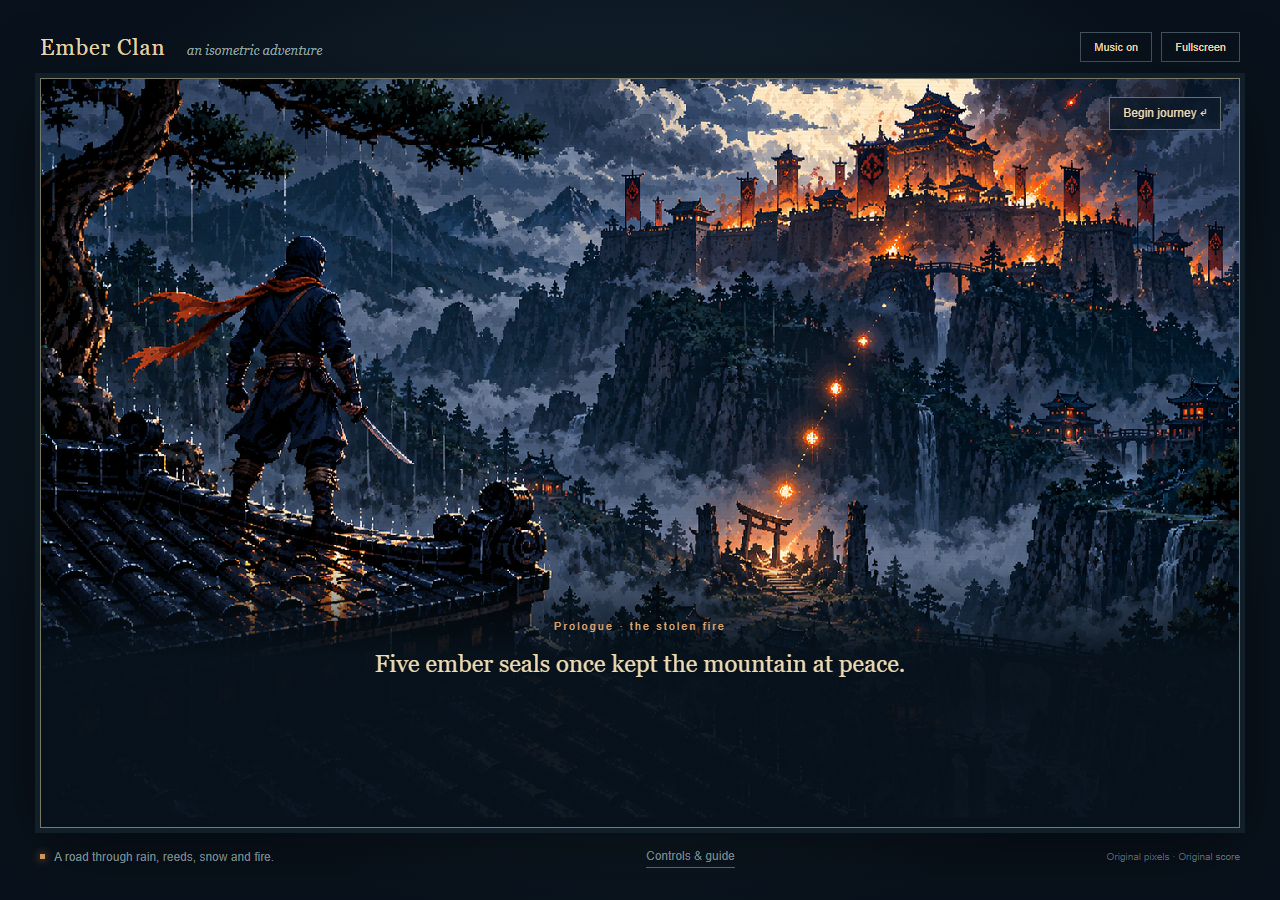 Ember Clan an isometric adventure
Music on
Fullscreen
Begin journey ↲
Prologue · the stolen fire
Five ember seals once kept the mountain at peace.
A road through rain, reeds, snow and fire.
Controls & guide
Original pixels · Original score